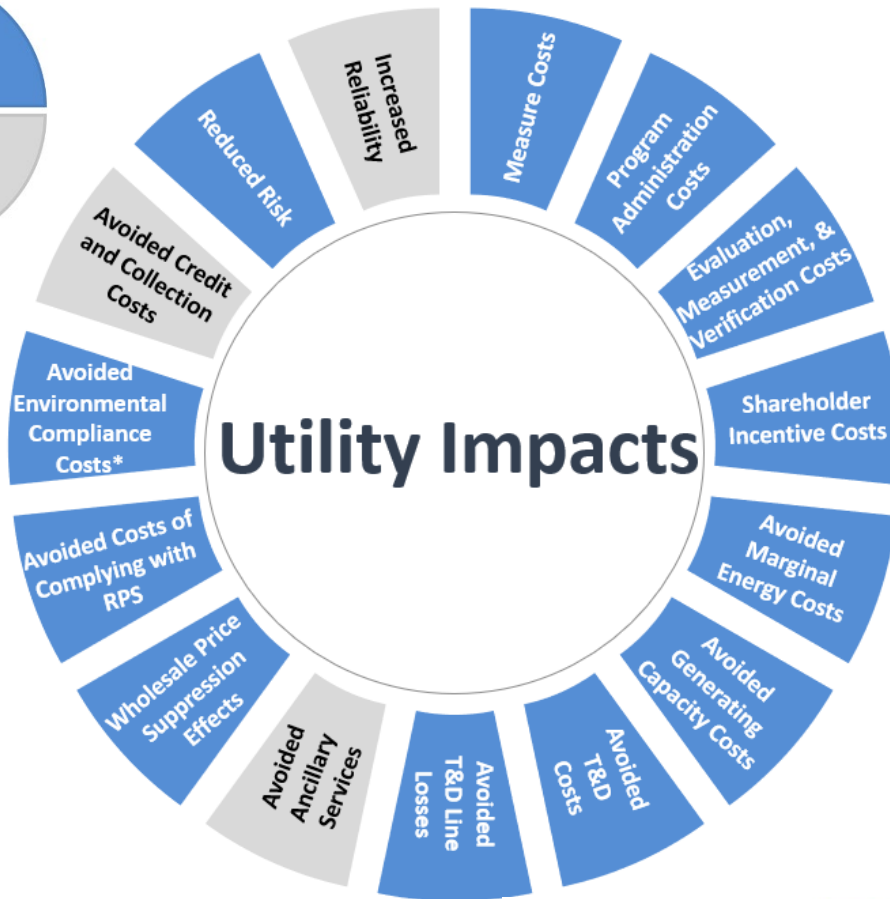 Increased
Reliability
Measure Costs
Program
Administration
Costs
Evaluation,
Measurement, &
Verification Costs
Shareholder
Incentive Costs
Avoided
Marginal
Energy Costs
Avoided
Generating
Capacity Costs
Avoided
T&D
Costs
Avoided
T&D Line
Losses
Avoided
Ancillary
Services
Wholesale Price
Suppression
Effects
Avoided Costs of
Complying with
RPS
Avoided
Environmental
Compliance
Costs*
Avoided Credit
and Collection
Costs
Reduced Risk
Utility Impacts